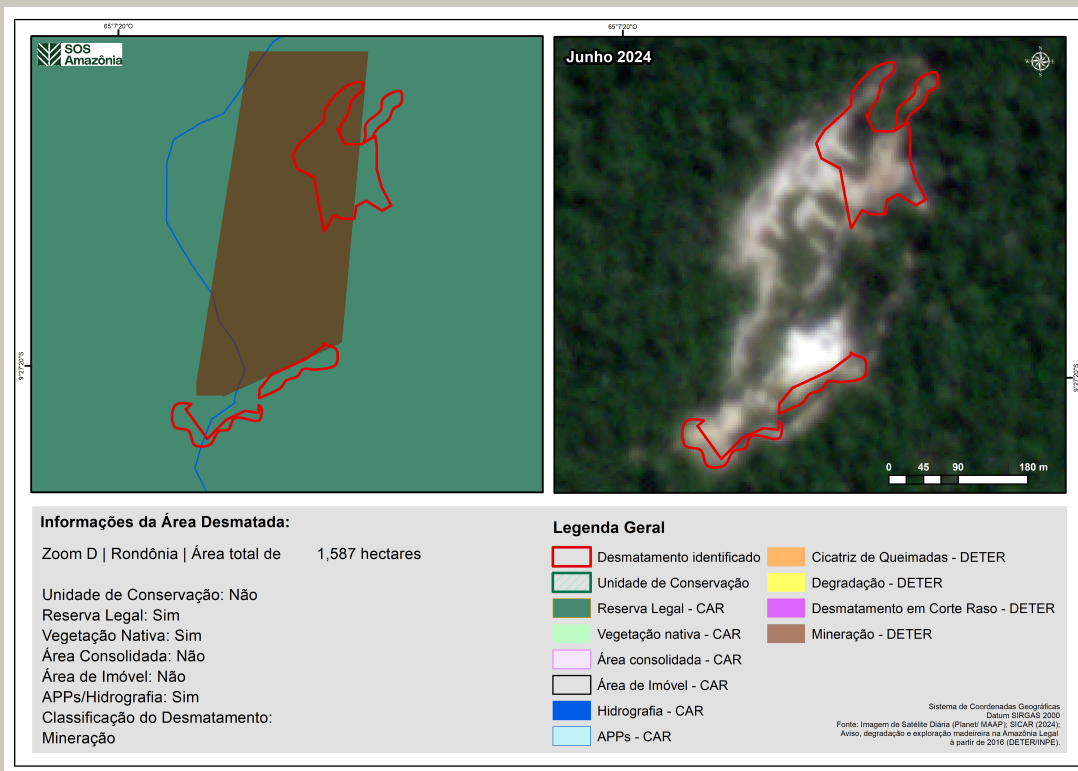 65°7'20"O
65°7'20"O
SOS
Amazônia
Junho 2024
N
S
9°27'20"S
9°27'20"S
0 45 90 180 m
Informações da Área Desmatada:
Zoom D | Rondônia | Área total de 1,587 hectares
Unidade de Conservação: Não
Reserva Legal: Sim
Vegetação Nativa: Sim
Área Consolidada: Não
Área de Imóvel: Não
APPs/Hidrografia: Sim
Classificação do Desmatamento:
Mineração
Legenda Geral
Desmatamento identificado
Unidade de Conservação
Reserva Legal - CAR
Vegetação nativa - CAR
Área consolidada - CAR
Área de Imóvel - CAR
Hidrografia - CAR
APPs - CAR
Cicatriz de Queimadas - DETER
Degradação - DETER
Desmatamento em Corte Raso - DETER
Mineração - DETER
Sistema de Coordenadas Geográficas
Datum SIRGAS 2000
Fonte: Imagem de Satélite Diária (Planet/ MAAP); SICAR (2024);
Aviso, degradação e exploração madeireira na Amazônia Legal
à partir de 2016 (DETER/INPE).